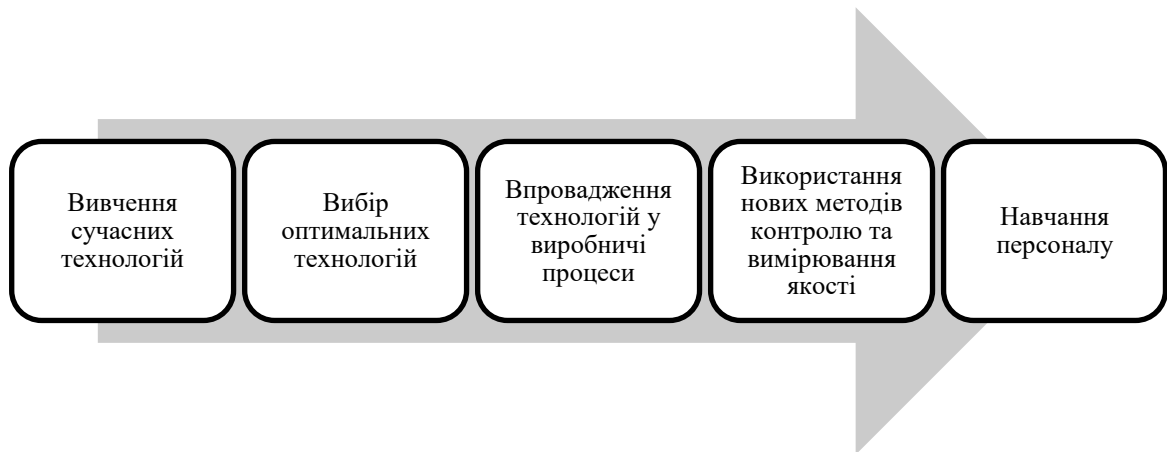 Вивчення
сучасних
технологій
Вибір
оптимальних
технологій
Впровадження
технологій у
виробничі
процеси
Використання
нових методів
контролю та
вимірювання
якості
Навчання
персоналу